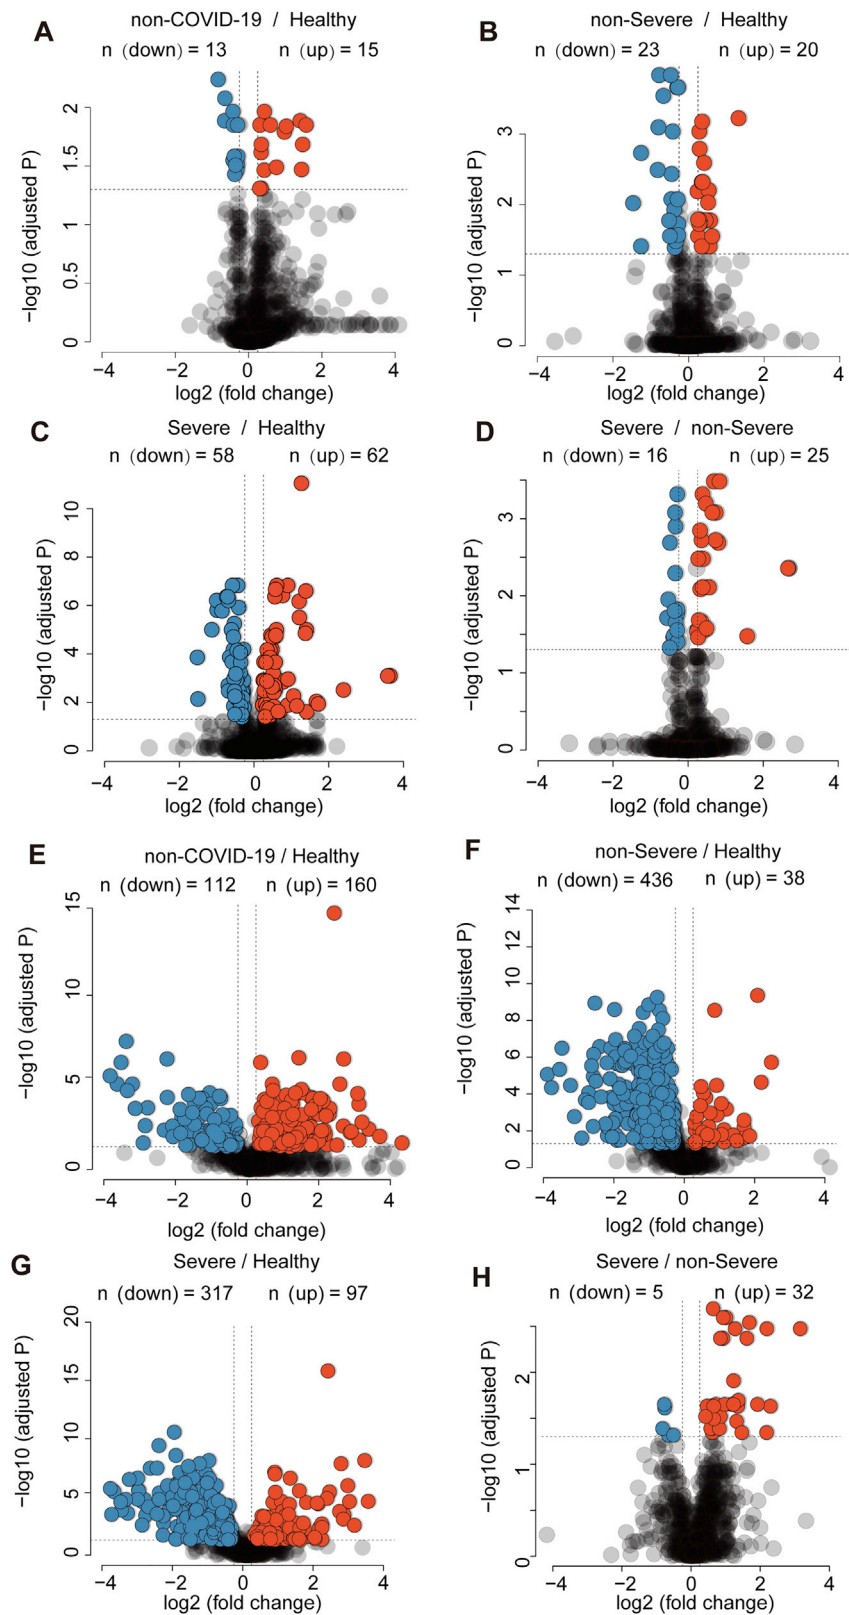 A
non-COVID-19 / Healthy
n (down) = 13 n (up) = 15
−log10 (adjusted P)
2
1.5
1
0.5
0
−4 −2 0 2 4
log2 (fold change)
B
non-Severe / Healthy
n (down) = 23 n (up) = 20
−log10 (adjusted P)
3
2
1
0
−4 −2 0 2 4
log2 (fold change)
C
Severe / Healthy
n (down) = 58 n (up) = 62
−log10 (adjusted P)
10
8
6
4
2
0
−4 −2 0 2 4
log2 (fold change)
D
Severe / non-Severe
n (down) = 16 n (up) = 25
−log10 (adjusted P)
3
2
1
0
−4 −2 0 2 4
log2 (fold change)
E
non-COVID-19 / Healthy
n (down) = 112 n (up) = 160
−log10 (adjusted P)
15
10
5
0
−4 −2 0 2 4
log2 (fold change)
F
non-Severe / Healthy
n (down) = 436 n (up) = 38
−log10 (adjusted P)
14
12
10
8
6
4
2
0
−4 −2 0 2 4
log2 (fold change)
G
Severe / Healthy
n (down) = 317 n (up) = 97
−log10 (adjusted P)
20
15
10
5
0
−4 −2 0 2 4
log2 (fold change)
H
Severe / non-Severe
n (down) = 5 n (up) = 32
−log10 (adjusted P)
2
1
0
−4 −2 0 2 4
log2 (fold change)